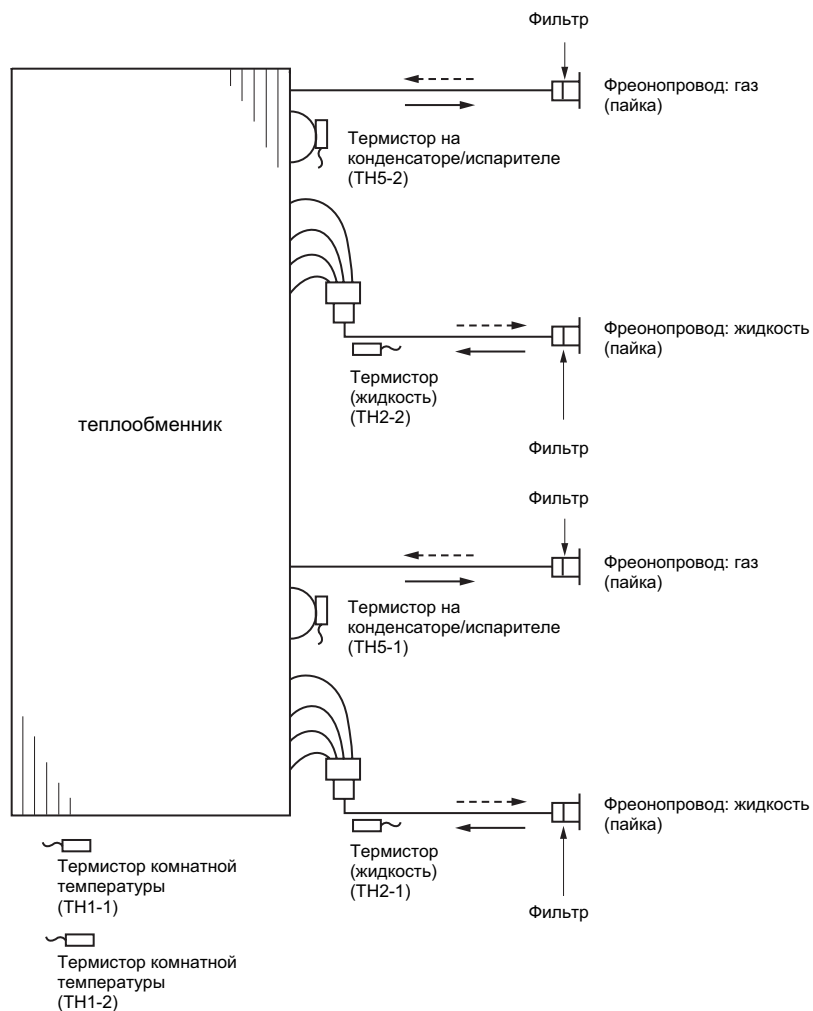 Фильтр
Фреонопровод: газ
(пайка)
Термистор на
конденсаторе/испарителе
(TH5-2)
Фреонопровод: жидкость
(пайка)
Термистор
(жидкость)
(TH2-2)
теплообменник
Фильтр
Фильтр
Фреонопровод: газ
(пайка)
Термистор на
конденсаторе/испарителе
(TH5-1)
Фреонопровод: жидкость
(пайка)
Термистор
(жидкость)
(TH2-1)
Фильтр
Термистор комнатной
температуры
(TH1-1)
Термистор комнатной
температуры
(TH1-2)